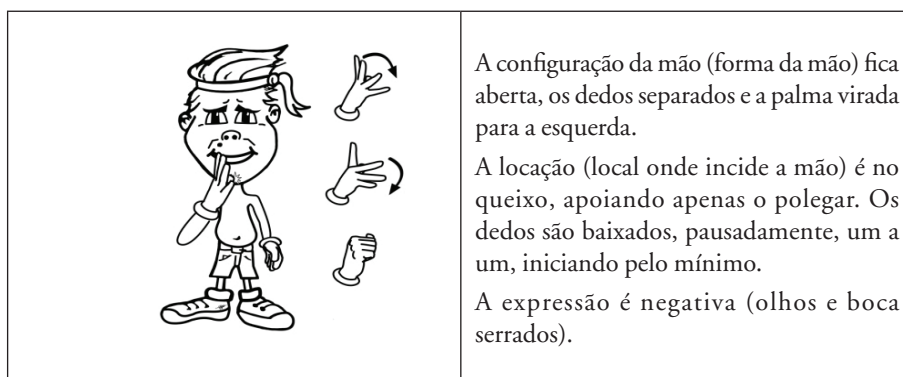 A configuração da mão (forma da mão) fica
aberta, os dedos separados e a palma virada
para a esquerda.
A locação (local onde incide a mão) é no
queixo, apoiando apenas o polegar. Os
dedos são baixados, pausadamente, um a
um, iniciando pelo mínimo.
A expressão é negativa (olhos e boca
serrados).